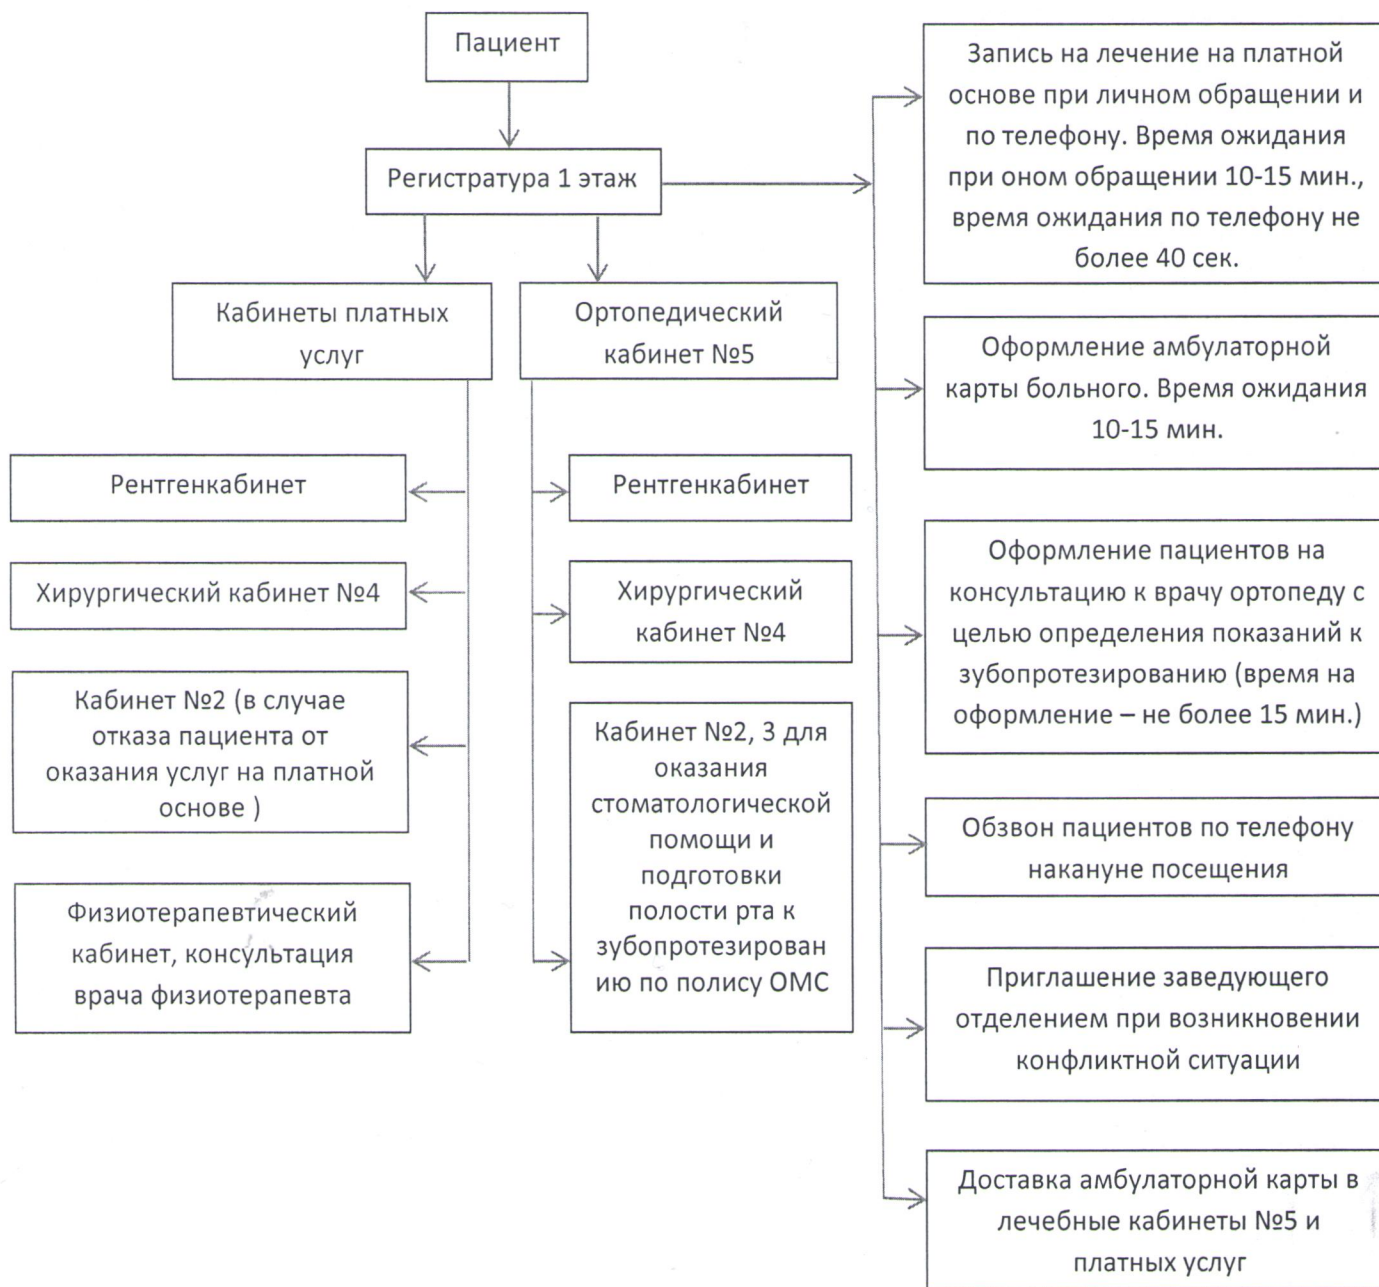 Пациент
Регистратура 1 этаж
Кабинеты платных
услуг
Ортопедический
кабинет №5
Рентгенкабинет
Хирургический кабинет №4
Кабинет №2 (в случае
отказа пациента от
оказания услуг на платной
основе )
Физиотерапевтический
кабинет, консультация
врача физиотерапевта
Рентгенкабинет
Хирургический
кабинет №4
Кабинет №2, 3 для
оказания
стоматологической
помощи и
подготовки
полости рта к
зубопротезирован
ию по полису ОМС
Запись на лечение на платной
основе при личном обращении и
по телефону. Время ожидания
при оном обращении 10-15 мин.,
время ожидания по телефону не
более 40 сек.
Оформление амбулаторной
карты больного. Время ожидания
10-15 мин.
Оформление пациентов на
консультацию к врачу ортопеду с
целью определения показаний к
зубопротезированию (время на
оформление – не более 15 мин.)
Обзвон пациентов по телефону
накануне посещения
Приглашение заведующего
отделением при возникновении
конфликтной ситуации
Доставка амбулаторной карты в
лечебные кабинеты №5 и
платных услуг